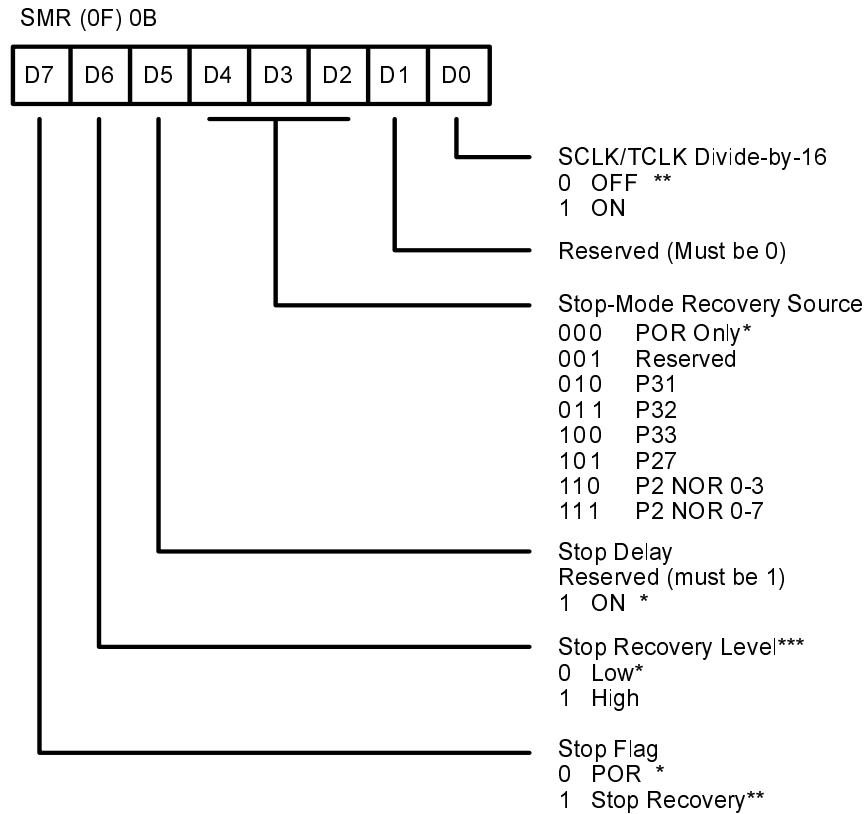 SMR (0F) 0B
D7 D6 D5 D4 D3 D2 D1 D0
SCLK/TCLK Divide-by-16
0 OFF **
1 ON
Reserved (Must be 0)
Stop-Mode Recovery Source
000 POR Only*
001 Reserved
010 P31
011 P32
100 P33
101 P27
110 P2 NOR 0-3
111 P2 NOR 0-7
Stop Delay
Reserved (must be 1)
1 ON *
Stop Recovery Level***
0 Low*
1 High
Stop Flag
0 POR *
1 Stop Recovery**